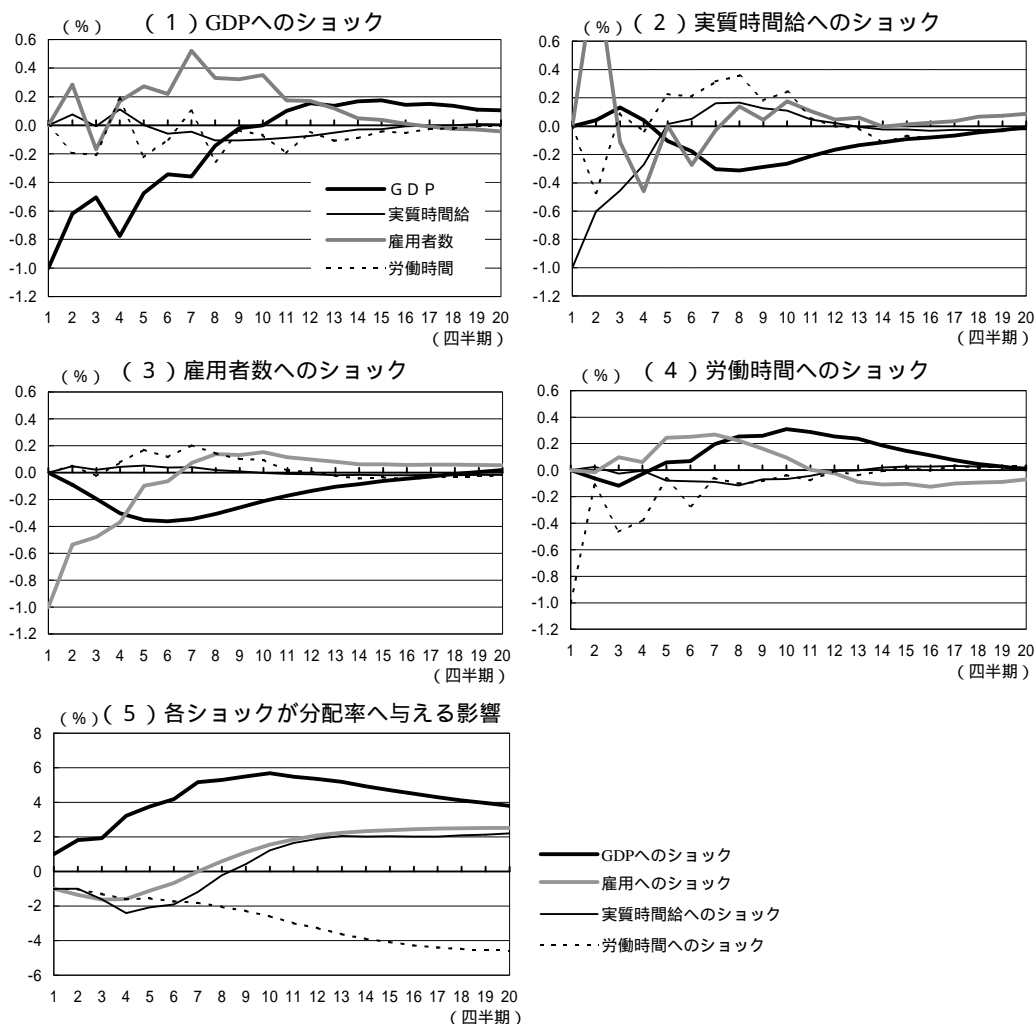 （%）
（１）GDPへのショック
0.6
0.4
0.2
0.0
-0.2
-0.4
-0.6
-0.8
-1.0
-1.2
ＧＤＰ
実質時間給
雇用者数
労働時間
1 2 3 4 5 6 7 8 9 10 11 12 13 14 15 16 17 18 19 20
（四半期）
（%）
（２）実質時間給へのショック
0.6
0.4
0.2
0.0
-0.2
-0.4
-0.6
-0.8
-1.0
-1.2
1 2 3 4 5 6 7 8 9 10 11 12 13 14 15 16 17 18 19 20
（四半期）
（%）
（３）雇用者数へのショック
0.6
0.4
0.2
0.0
-0.2
-0.4
-0.6
-0.8
-1.0
-1.2
1 2 3 4 5 6 7 8 9 10 11 12 13 14 15 16 17 18 19 20
（四半期）
（%）
（４）労働時間へのショック
0.6
0.4
0.2
0.0
-0.2
-0.4
-0.6
-0.8
-1.0
-1.2
1 2 3 4 5 6 7 8 9 10 11 12 13 14 15 16 17 18 19 20
（四半期）
（%）
（５）各ショックが分配率へ与える影響
8
6
4
2
0
-2
-4
-6
1 2 3 4 5 6 7 8 9 10 11 12 13 14 15 16 17 18 19 20
（四半期）
GDPへのショック
雇用へのショック
実質時間給へのショック
労働時間へのショック